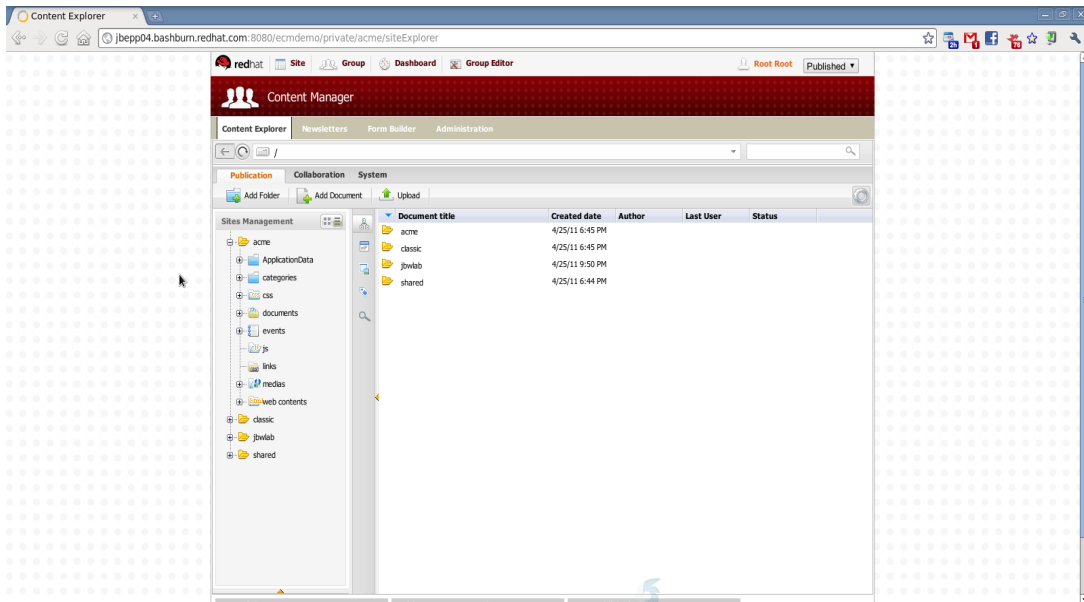 Content Explorer
jbepp04.bashburn.redhat.com:8080/ecmdemo/private/acme/siteExplorer
2h
70
redhat Site Group Dashboard Group Editor Root Root Published
Content Manager
Content Explorer Newsletters Form Builder Administration
/
Publication Collaboration System
Add Folder Add Document Upload
Sites Management
Document title Created date Author Last User Status
acme 4/25/11 6:45 PM
classic 4/25/11 6:45 PM
jbwlab 4/25/11 9:50 PM
shared 4/25/11 6:44 PM
acme
ApplicationData
categories
css
documents
events
js
links
medias
web contents
classic
jbwlab
shared